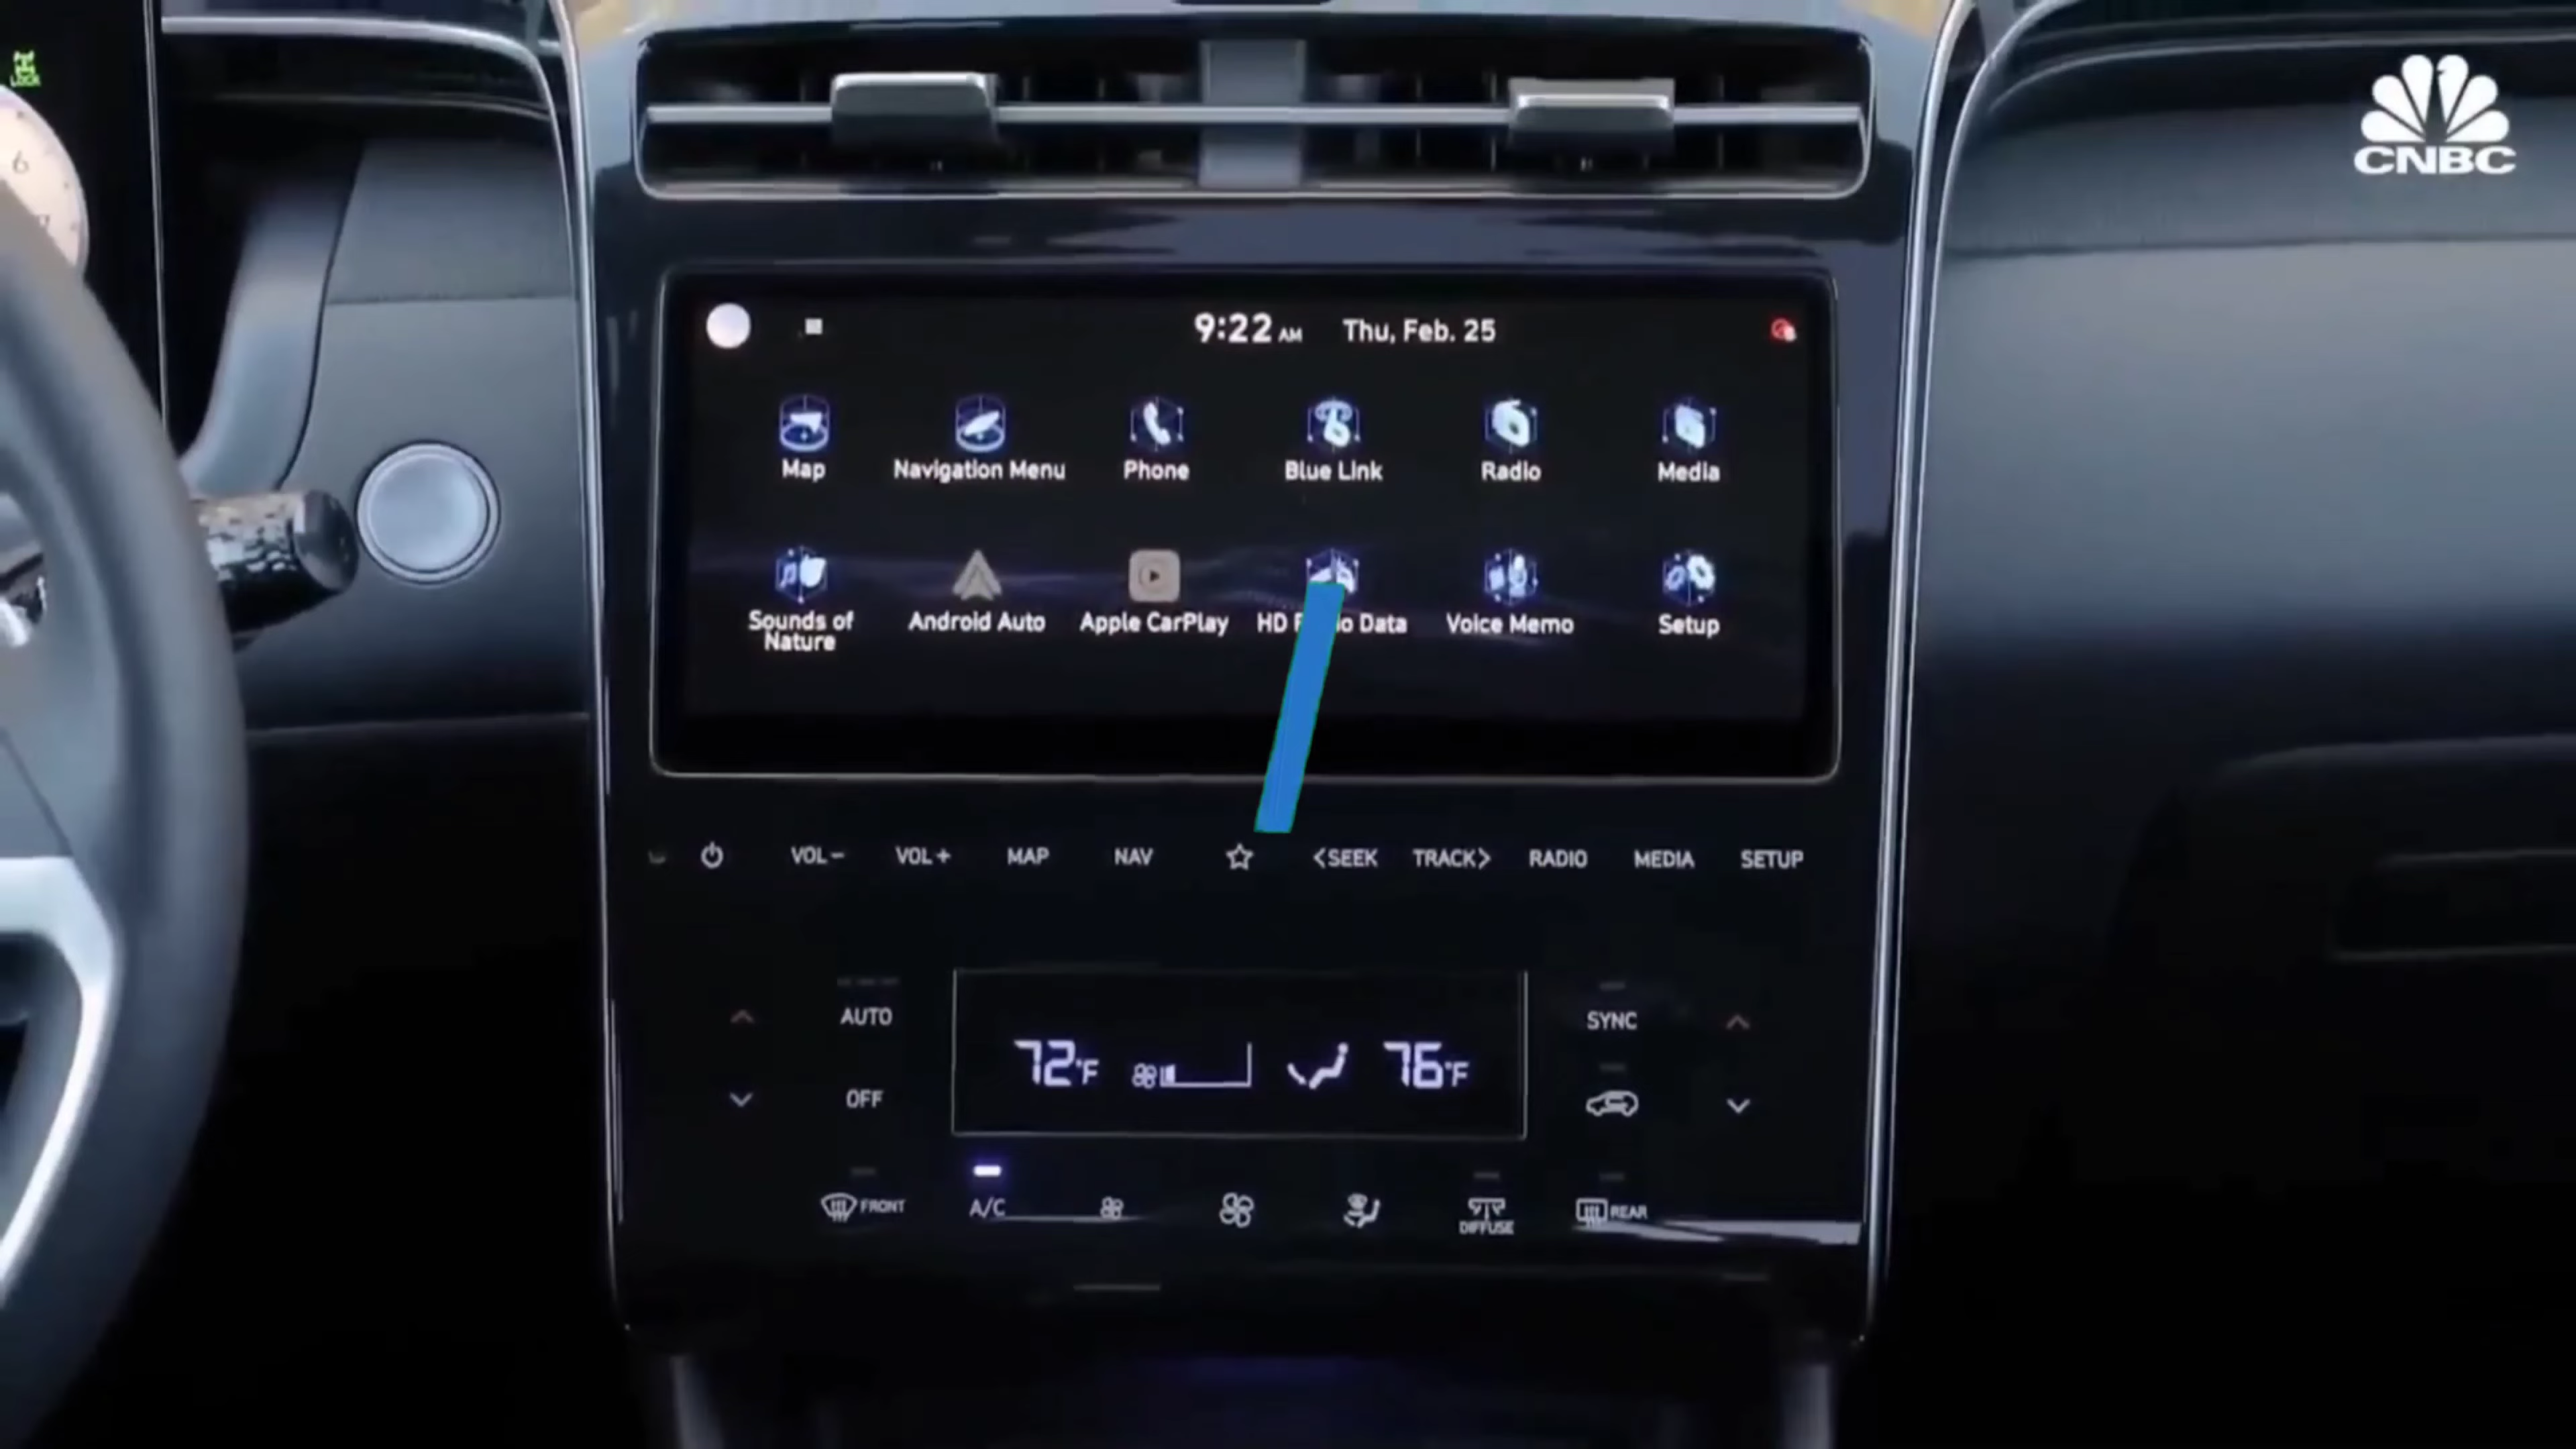 LOCK
6
CNBC
9:22 AM Thu, Feb. 25
Map Navigation Menu Phone Blue Link Radio Media
Sounds of Nature Android Auto Apple CarPlay HD Data Voice Memo Setup
VOL− VOL+ MAP NAV <SEEK TRACK> RADIO MEDIA SETUP
AUTO SYNC
72°F 76°F
OFF
FRONT A/C DIFFUSE REAR